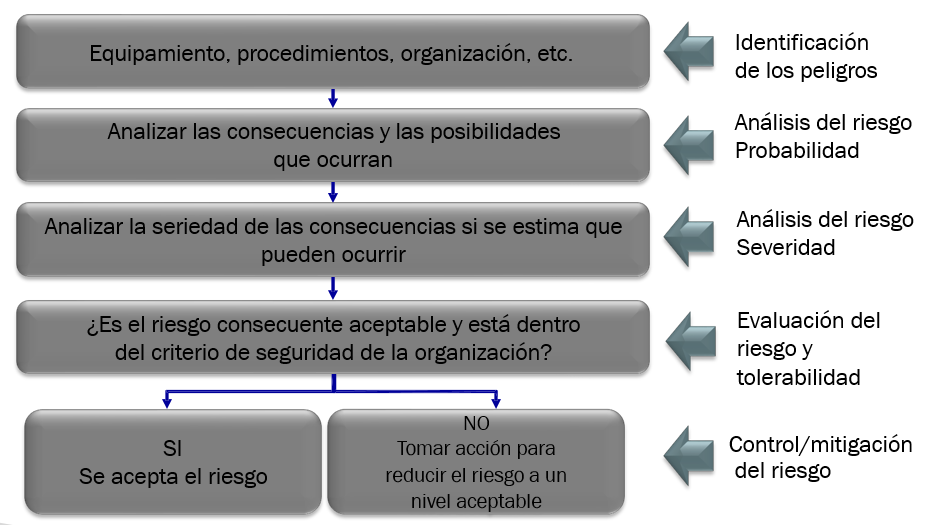 Equipamiento, procedimientos, organización, etc.
Identificación
de los peligros
Analizar las consecuencias y las posibilidades
que ocurran
Análisis del riesgo
Probabilidad
Analizar la seriedad de las consecuencias si se estima que
pueden ocurrir
Análisis del riesgo
Severidad
¿Es el riesgo consecuente aceptable y está dentro
del criterio de seguridad de la organización?
Evaluación del
riesgo y
tolerabilidad
SI
Se acepta el riesgo
NO
Tomar acción para
reducir el riesgo a un
nivel aceptable
Control/mitigación
del riesgo